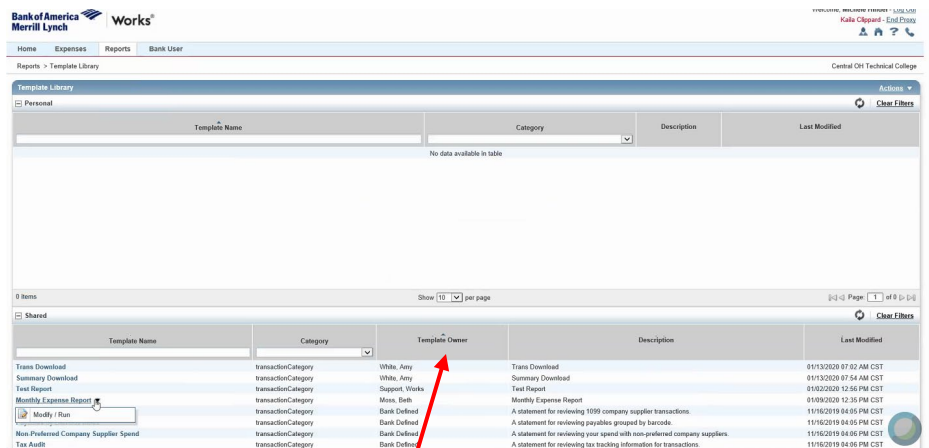 Bank of America
Merrill Lynch
Works®
Welcome, Michele
Log Out
Kaila Clippard - End Proxy
Home Expenses Reports Bank User
Reports > Template Library Central OH Technical College
Template Library Actions
Personal Clear Filters
Template Name Category Description Last Modified
No data available in table
0 items Show 10 per page Page: 1 of 0
Shared Clear Filters
Template Name Category Template Owner Description Last Modified
Trans Download transactionCategory White, Amy Trans Download 01/13/2020 07:02 AM CST
Summary Download transactionCategory White, Amy Summary Download 01/13/2020 07:54 AM CST
Test Report transactionCategory Support, Works Test Report 01/02/2020 12:56 PM CST
Monthly Expense Report transactionCategory Moss, Beth Monthly Expense Report 01/09/2020 12:35 PM CST
Modify / Run transactionCategory Bank Defined A statement for reviewing 1099 company supplier transactions. 11/16/2019 04:05 PM CST
transactionCategory Bank Defined A statement for reviewing payables grouped by barcode. 11/16/2019 04:05 PM CST
Non-Preferred Company Supplier Spend transactionCategory Bank Defined A statement for reviewing your spend with non-preferred company suppliers. 11/16/2019 04:06 PM CST
Tax Audit transactionCategory Bank Defined A statement for reviewing tax tracking information for transactions. 11/16/2019 04:06 PM CST